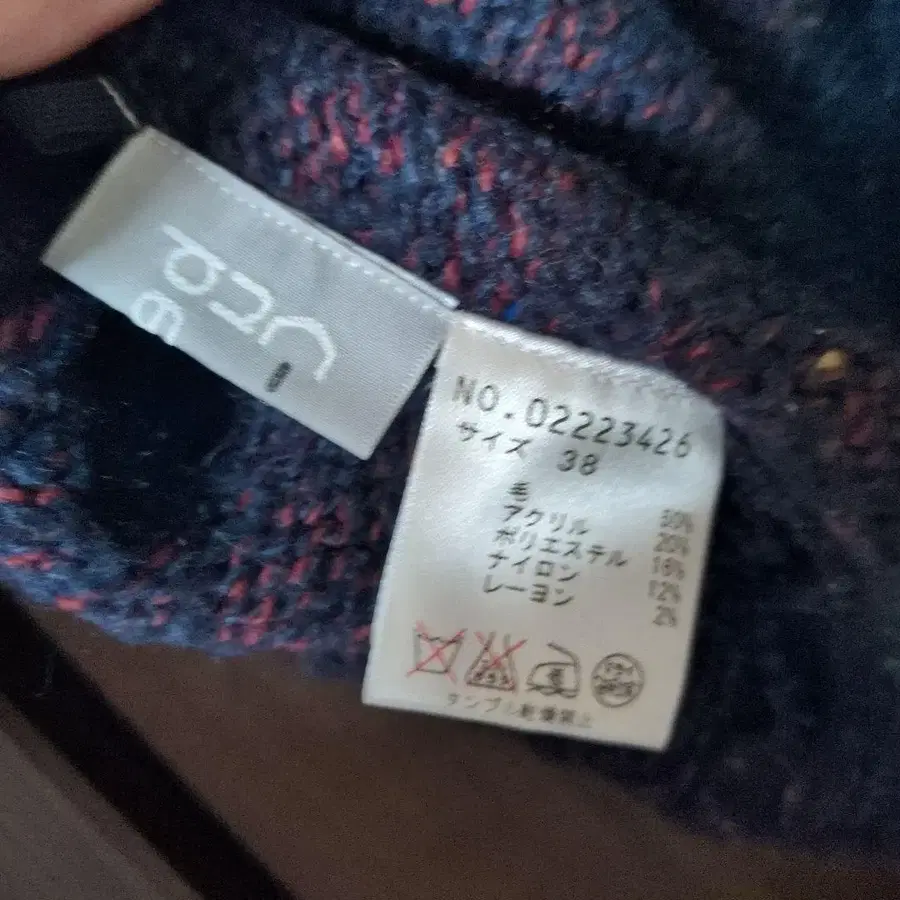 NO.02223426
サイズ 38
毛 50%
アクリル 20%
ポリエステル 16%
ナイロン 12%
レーヨン 2%
タンブル乾燥禁止